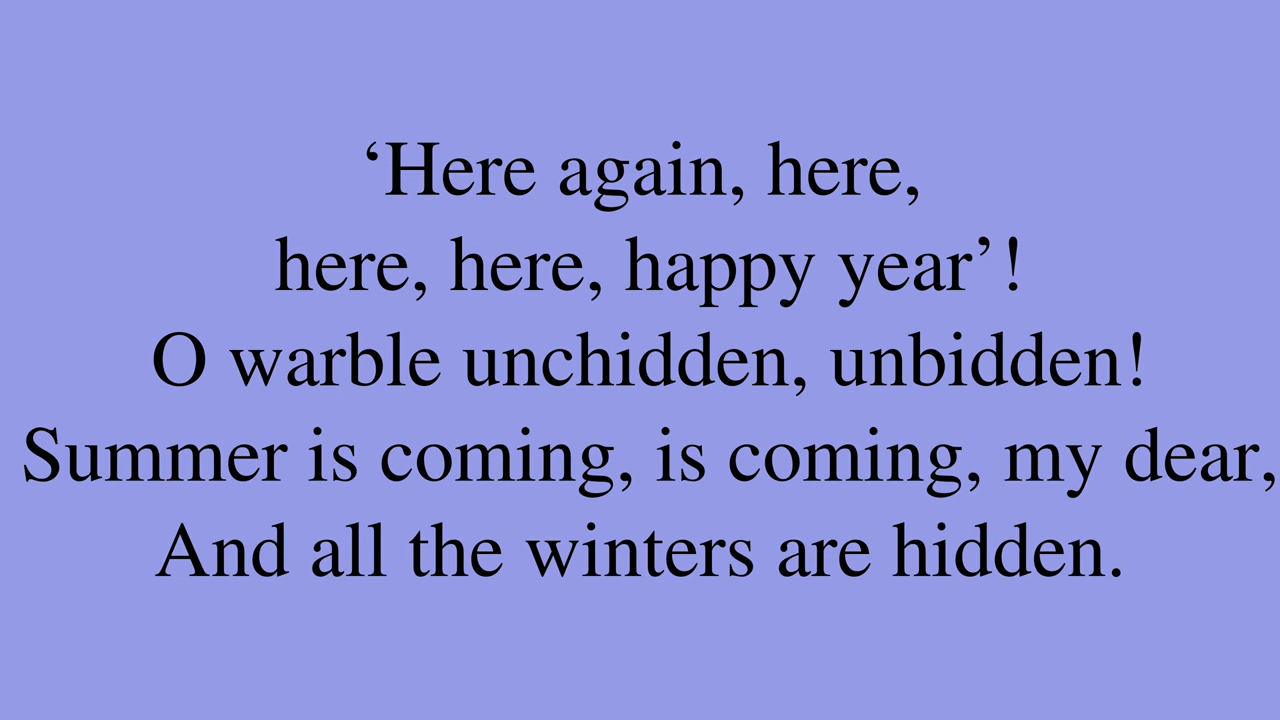 ‘Here again, here,
here, here, happy year’!
O warble unchidden, unbidden!
Summer is coming, is coming, my dear,
And all the winters are hidden.